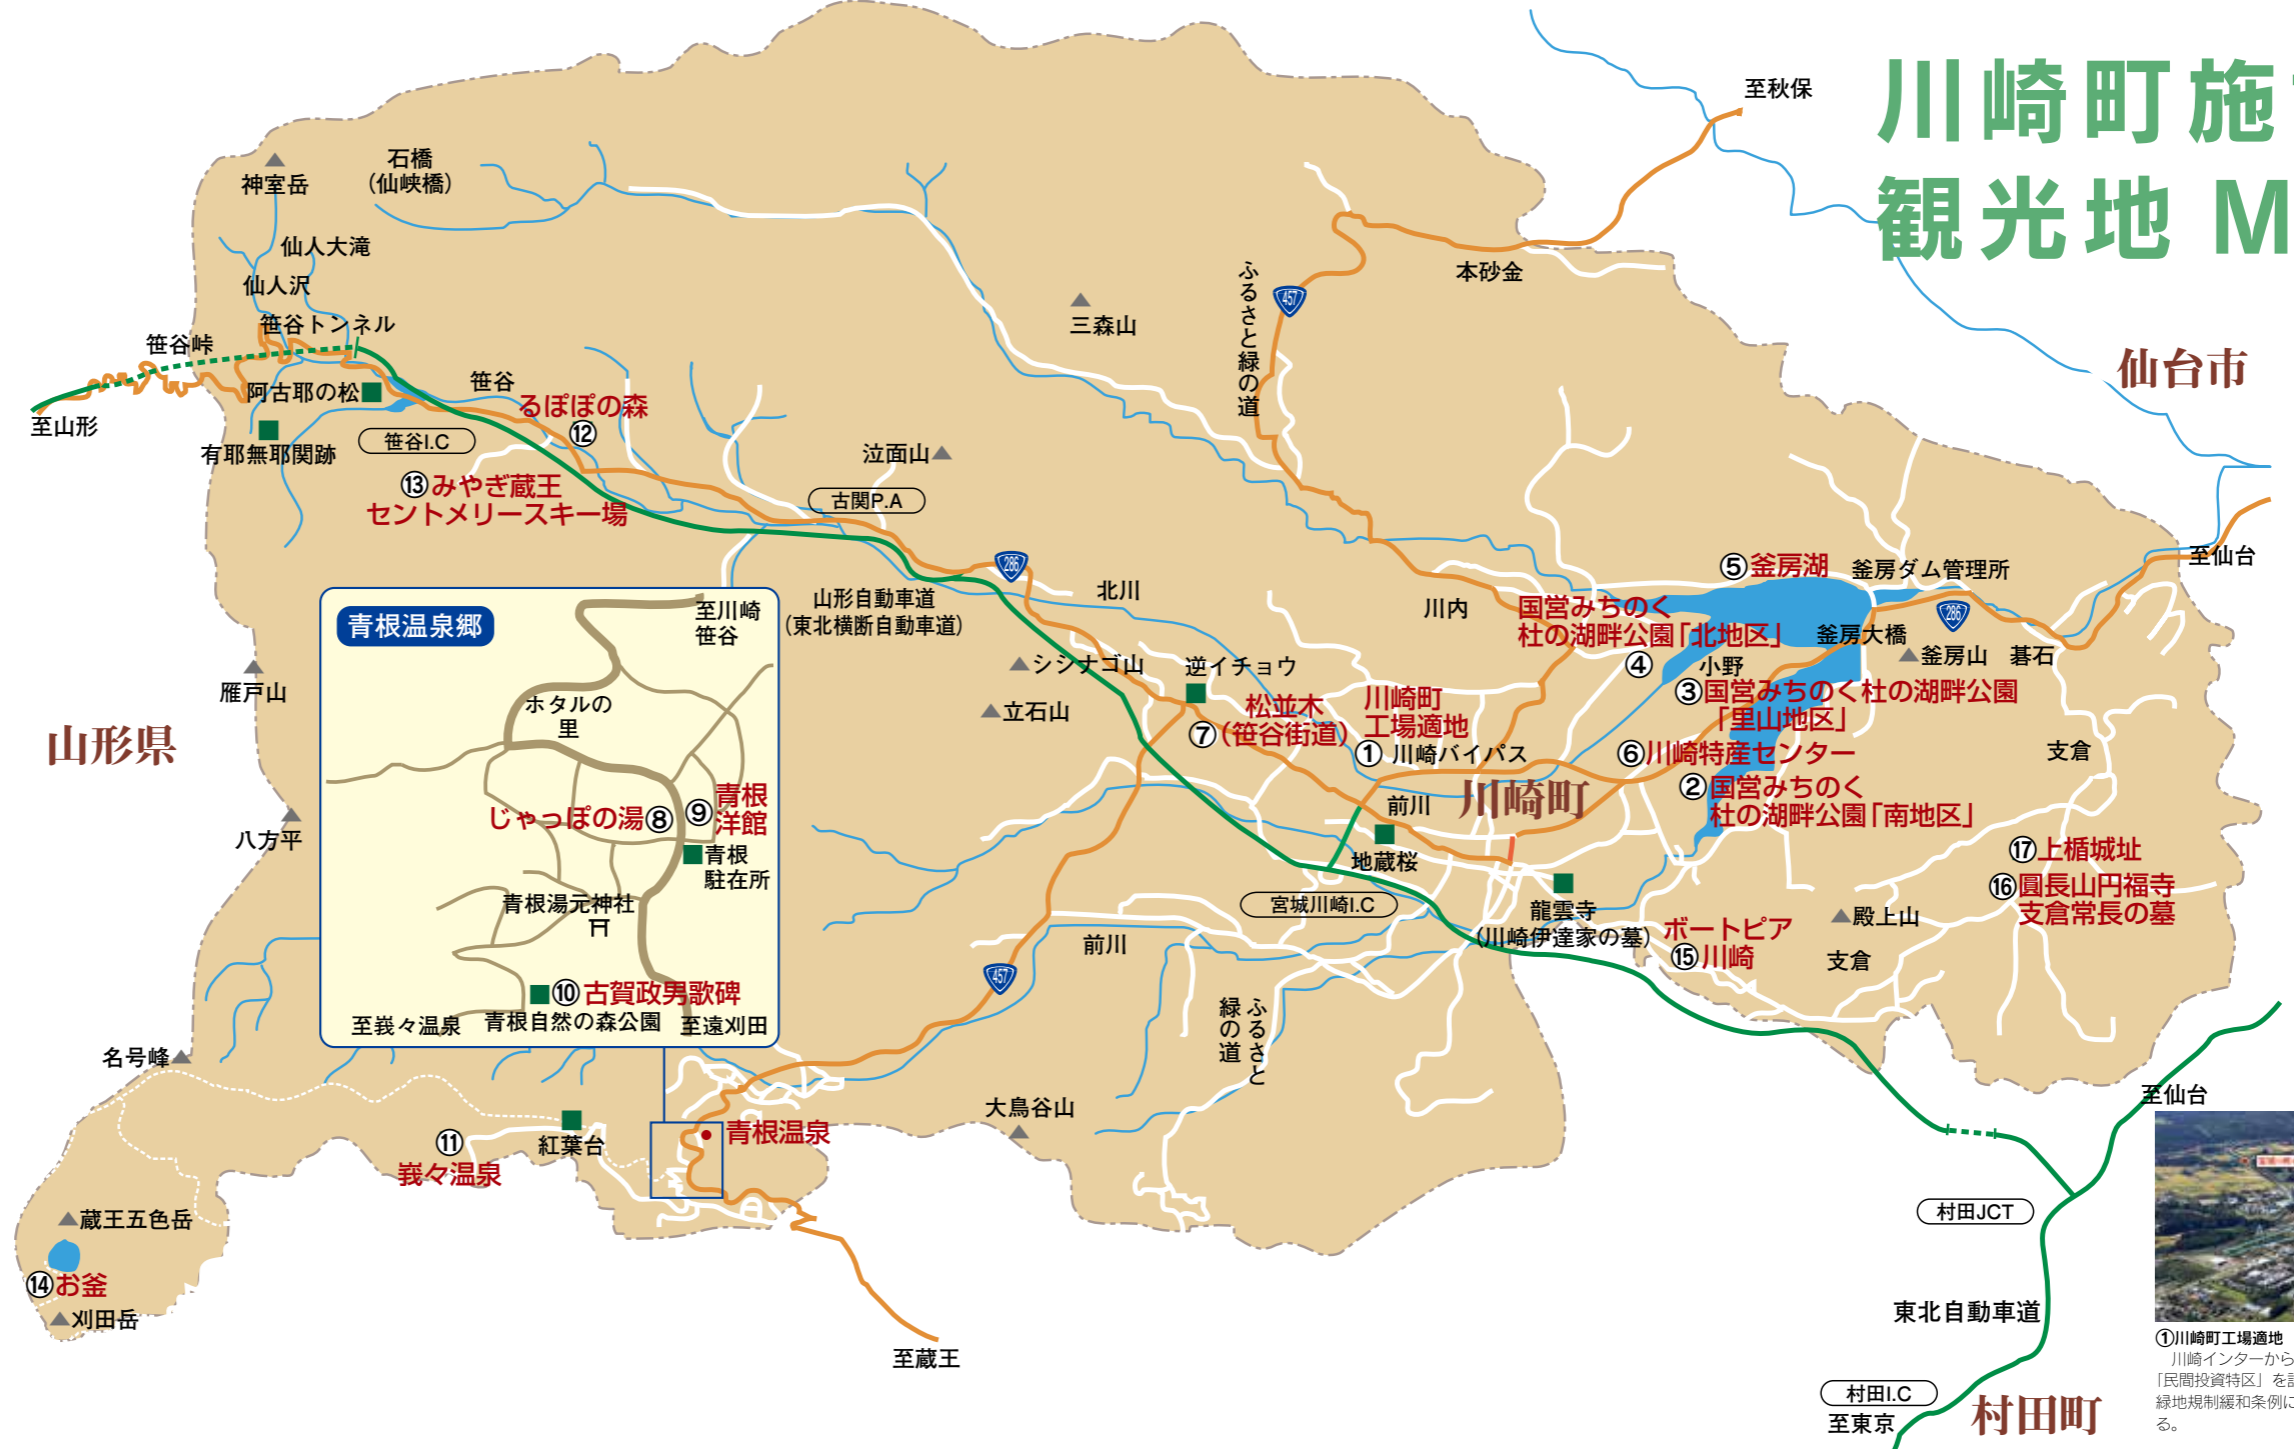 川崎町施
観光地 M
至秋保
仙台市
神室岳
石橋
（仙峡橋）
仙人大滝
仙人沢
笹谷トンネル
笹谷峠
至山形
阿古耶の松
有耶無耶関跡
笹谷
笹谷I.C
るぽぽの森
⑫
⑬みやぎ蔵王
セントメリースキー場
三森山
ふるさと緑の道
457
本砂金
泣面山
古関P.A
286
山形自動車道
（東北横断自動車道）
北川
シシナゴ山
立石山
逆イチョウ
松並木
⑦（笹谷街道）
川崎町
工場適地
①川崎バイパス
川内
⑤釜房湖
釜房ダム管理所
至仙台
国営みちのく
杜の湖畔公園「北地区」
④
小野
釜房大橋
286
釜房山
碁石
③国営みちのく杜の湖畔公園
「里山地区」
⑥川崎特産センター
②国営みちのく
杜の湖畔公園「南地区」
支倉
川崎町
前川
地蔵桜
宮城川崎I.C
龍雲寺
（川崎伊達家の墓）
ボートピア
⑮川崎
殿上山
支倉
⑰上楯城址
⑯圓長山円福寺
支倉常長の墓
山形県
雁戸山
八方平
名号峰
青根温泉郷
至川崎
笹谷
ホタルの
里
じゃっぽの湯⑧
⑨青根
洋館
青根
駐在所
青根湯元神社
⑩古賀政男歌碑
青根自然の森公園
至峩々温泉
至遠刈田
前川
457
ふるさと
緑の道
大鳥谷山
青根温泉
紅葉台
⑪
峩々温泉
蔵王五色岳
⑭お釜
刈田岳
至蔵王
至仙台
村田JCT
東北自動車道
村田I.C
至東京
村田町
①川崎町工場適地
川崎インターから
「民間投資特区」を
緑地規制緩和条例に
る。